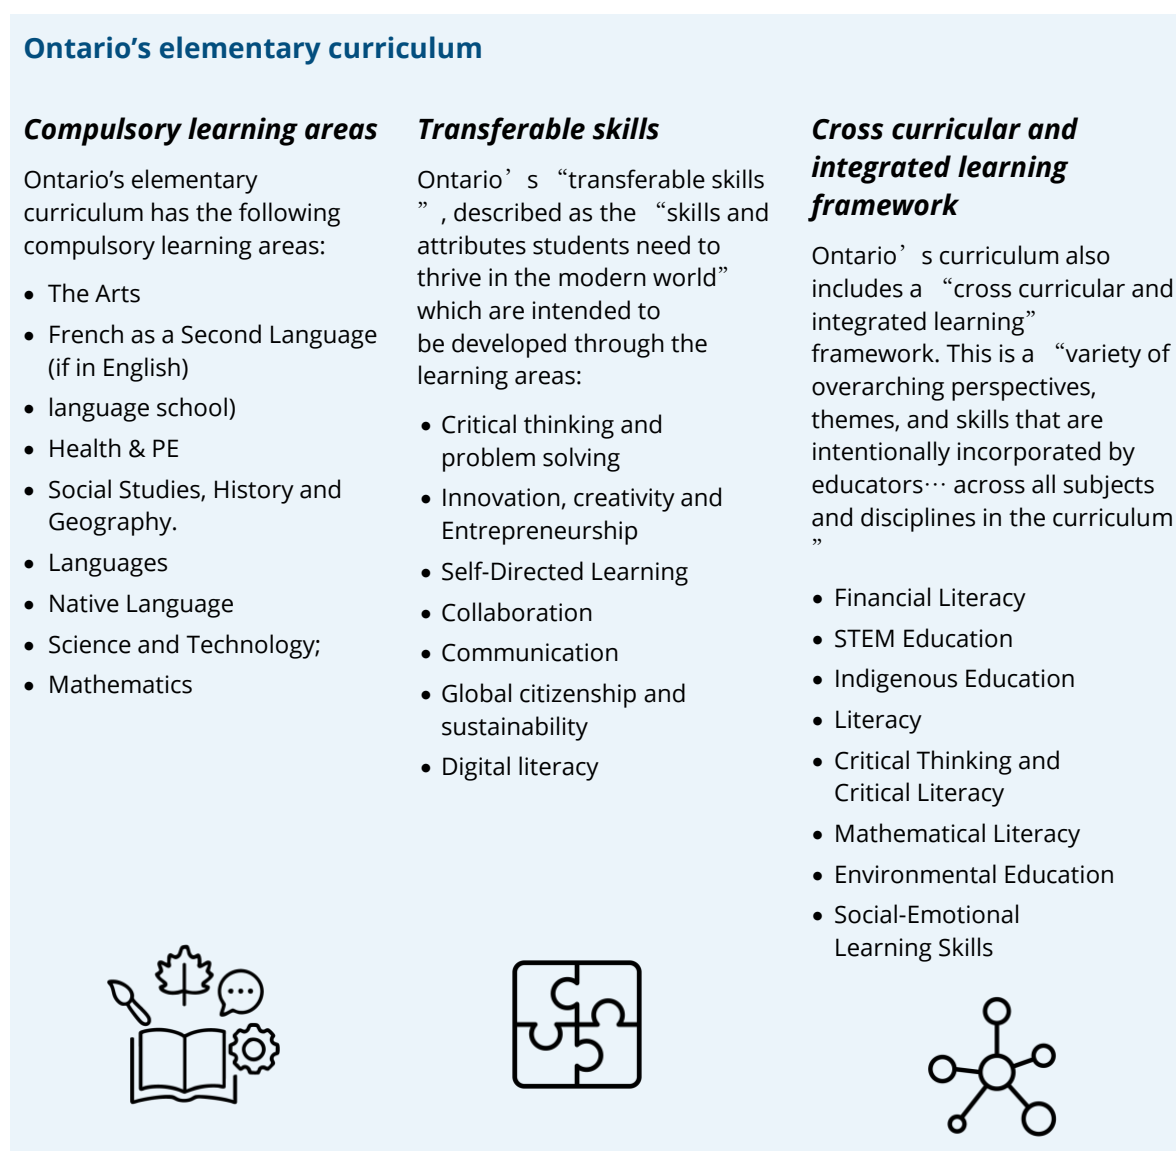 Ontario’s elementary curriculum
Compulsory learning areas
Ontario’s elementary
curriculum has the following
compulsory learning areas:
• The Arts
• French as a Second Language
(if in English)
• language school)
• Health & PE
• Social Studies, History and
Geography.
• Languages
• Native Language
• Science and Technology;
• Mathematics
Transferable skills
Ontario’ s “transferable skills
” , described as the “skills and
attributes students need to
thrive in the modern world”
which are intended to
be developed through the
learning areas:
• Critical thinking and
problem solving
• Innovation, creativity and
Entrepreneurship
• Self-Directed Learning
• Collaboration
• Communication
• Global citizenship and
sustainability
• Digital literacy
Cross curricular and
integrated learning
framework
Ontario’ s curriculum also
includes a “cross curricular and
integrated learning”
framework. This is a “variety of
overarching perspectives,
themes, and skills that are
intentionally incorporated by
educators… across all subjects
and disciplines in the curriculum
”
• Financial Literacy
• STEM Education
• Indigenous Education
• Literacy
• Critical Thinking and
Critical Literacy
• Mathematical Literacy
• Environmental Education
• Social-Emotional
Learning Skills